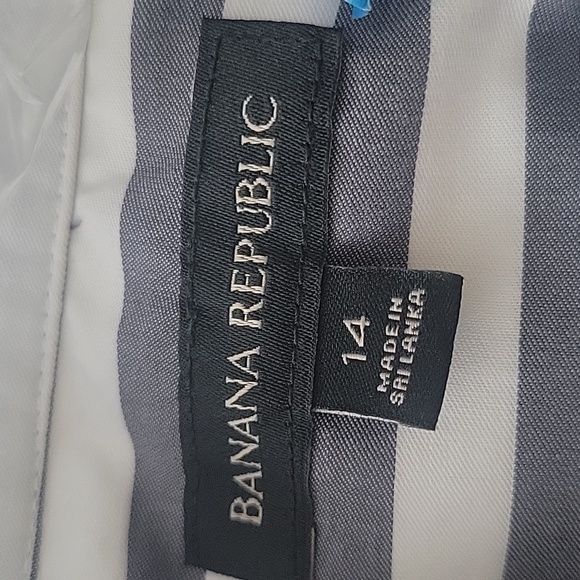 BANANA REPUBLIC
14
MADE IN
SRI LANKA